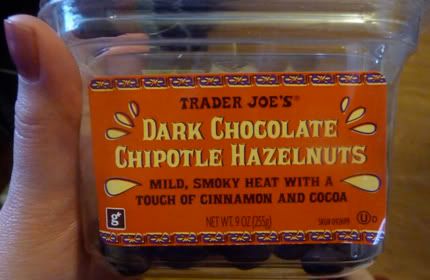 TRADER JOE'S®
DARK CHOCOLATE
CHIPOTLE HAZELNUTS
MILD, SMOKY HEAT WITH A
TOUCH OF CINNAMON AND COCOA
g
NET WT. 9 OZ (255g)
U D